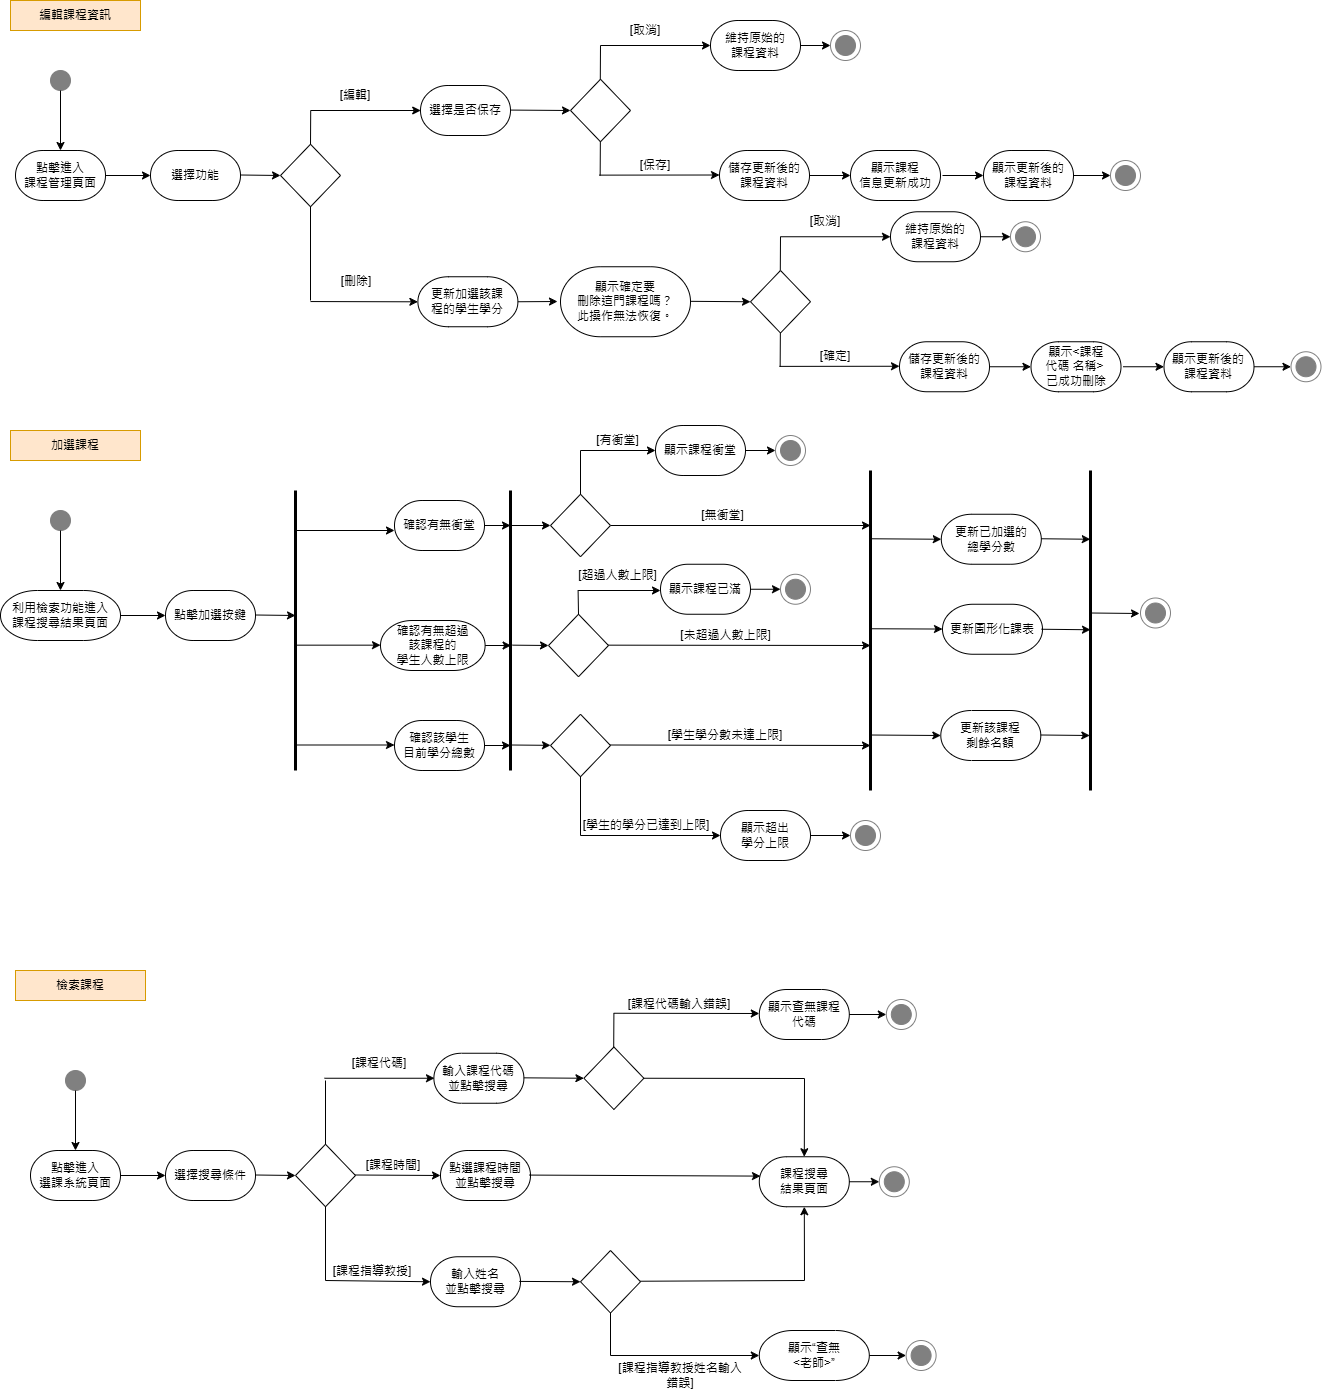 編輯課程資訊
[取消]
維持原始的
課程資料
[編輯]
選擇是否保存
點擊進入
課程管理頁面
選擇功能
[保存]
儲存更新後的
課程資料
顯示課程
信息更新成功
顯示更新後的
課程資料
[取消]
維持原始的
課程資料
[刪除]
更新加選該課
程的學生學分
顯示確定要
刪除這門課程嗎？
此操作無法恢復。
[確定]
儲存更新後的
課程資料
顯示<課程
代碼 名稱>
已成功刪除
顯示更新後的
課程資料
加選課程
[有衝堂]
顯示課程衝堂
確認有無衝堂
[無衝堂]
更新已加選的
總學分數
[超過人數上限]
顯示課程已滿
利用檢索功能進入
課程搜尋結果頁面
點擊加選按鍵
確認有無超過
該課程的
學生人數上限
[未超過人數上限]
更新圖形化課表
確認該學生
目前學分總數
[學生學分數未達上限]
更新該課程
剩餘名額
[學生的學分已達到上限]
顯示超出
學分上限
檢索課程
[課程代碼輸入錯誤]
顯示查無課程
代碼
[課程代碼]
輸入課程代碼
並點擊搜尋
點擊進入
選課系統頁面
選擇搜尋條件
[課程時間]
點選課程時間
並點擊搜尋
課程搜尋
結果頁面
[課程指導教授]
輸入姓名
並點擊搜尋
[課程指導教授姓名輸入
錯誤]
顯示“查無
<老師>”